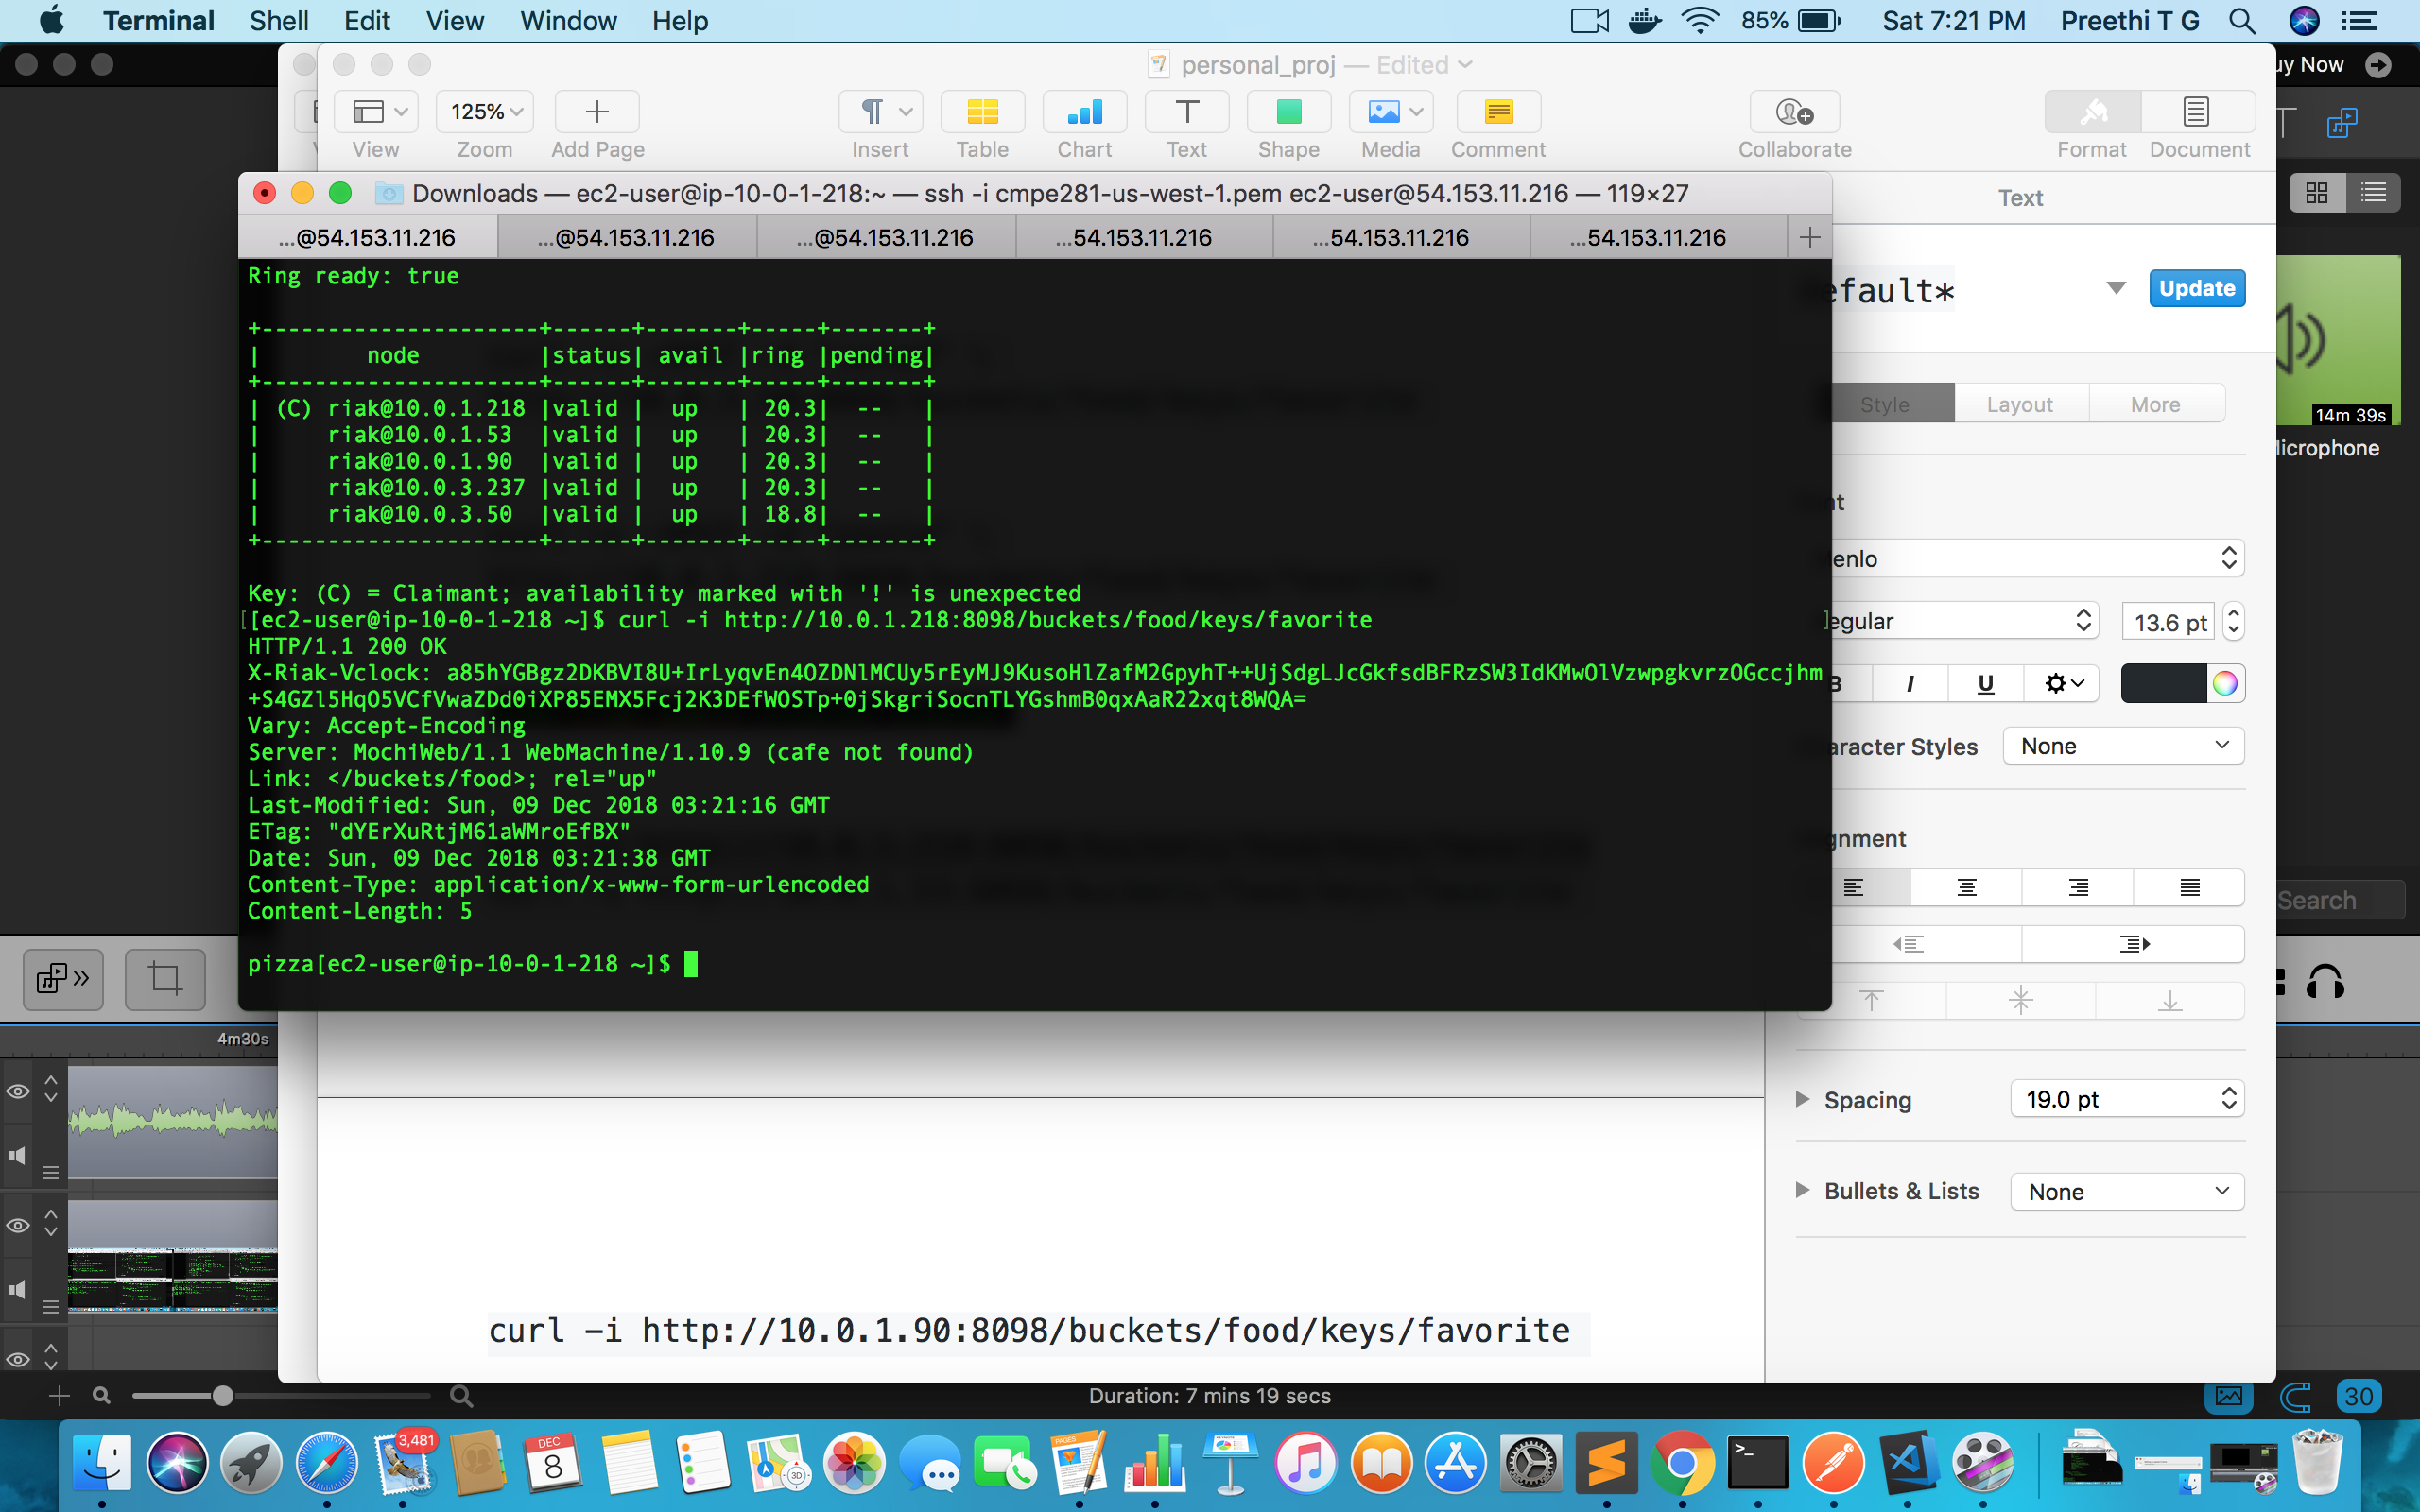 Terminal Shell Edit View Window Help 85% Sat 7:21 PM Preethi T G
personal_proj — Edited
Buy Now
125%
View Zoom Add Page Insert Table Chart Text Shape Media Comment Collaborate Format Document
Downloads — ec2-user@ip-10-0-1-218:~ — ssh -i cmpe281-us-west-1.pem ec2-user@54.153.11.216 — 119×27
...@54.153.11.216 ...@54.153.11.216 ...@54.153.11.216 ...54.153.11.216 ...54.153.11.216 ...54.153.11.216
Ring ready: true
+---------------------+------+-------+-----+-------+
| node |status| avail |ring |pending|
+---------------------+------+-------+-----+-------+
| (C) riak@10.0.1.218 |valid | up | 20.3| -- |
| riak@10.0.1.53 |valid | up | 20.3| -- |
| riak@10.0.1.90 |valid | up | 20.3| -- |
| riak@10.0.3.237 |valid | up | 20.3| -- |
| riak@10.0.3.50 |valid | up | 18.8| -- |
+---------------------+------+-------+-----+-------+
Key: (C) = Claimant; availability marked with '!' is unexpected
[[ec2-user@ip-10-0-1-218 ~]$ curl -i http://10.0.1.218:8098/buckets/food/keys/favorite ]
HTTP/1.1 200 OK
X-Riak-Vclock: a85hYGBgz2DKBVI8U+IrLyqvEn4OZDNlMCUy5rEyMJ9KusoHlZafM2GpyhT++UjSdgLJcGkfsdBFRzSW3IdKMwOlVzwpgkvrzOGccjhm
+S4GZl5HqO5VCfVwaZDd0iXP85EMX5Fcj2K3DEfWOSTp+0jSkgriSocnTLYGshmB0qxAaR22xqt8WQA=
Vary: Accept-Encoding
Server: MochiWeb/1.1 WebMachine/1.10.9 (cafe not found)
Link: </buckets/food>; rel="up"
Last-Modified: Sun, 09 Dec 2018 03:21:16 GMT
ETag: "dYErXuRtjM61aWMroEfBX"
Date: Sun, 09 Dec 2018 03:21:38 GMT
Content-Type: application/x-www-form-urlencoded
Content-Length: 5
pizza[ec2-user@ip-10-0-1-218 ~]$
Text
efault*
Update
Style Layout More
enlo
egular 13.6 pt
B I U
aracter Styles None
gnment
Spacing 19.0 pt
Bullets & Lists None
14m 39s
icrophone
Search
4m30s
curl -i http://10.0.1.90:8098/buckets/food/keys/favorite
Duration: 7 mins 19 secs
30
3,481
DEC
8
PAGES
3D